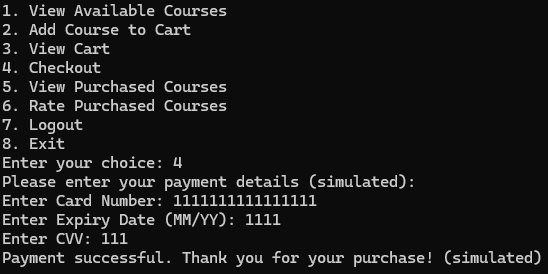 1. View Available Courses
2. Add Course to Cart
3. View Cart
4. Checkout
5. View Purchased Courses
6. Rate Purchased Courses
7. Logout
8. Exit
Enter your choice: 4
Please enter your payment details (simulated):
Enter Card Number: 1111111111111111
Enter Expiry Date (MM/YY): 1111
Enter CVV: 111
Payment successful. Thank you for your purchase! (simulated)